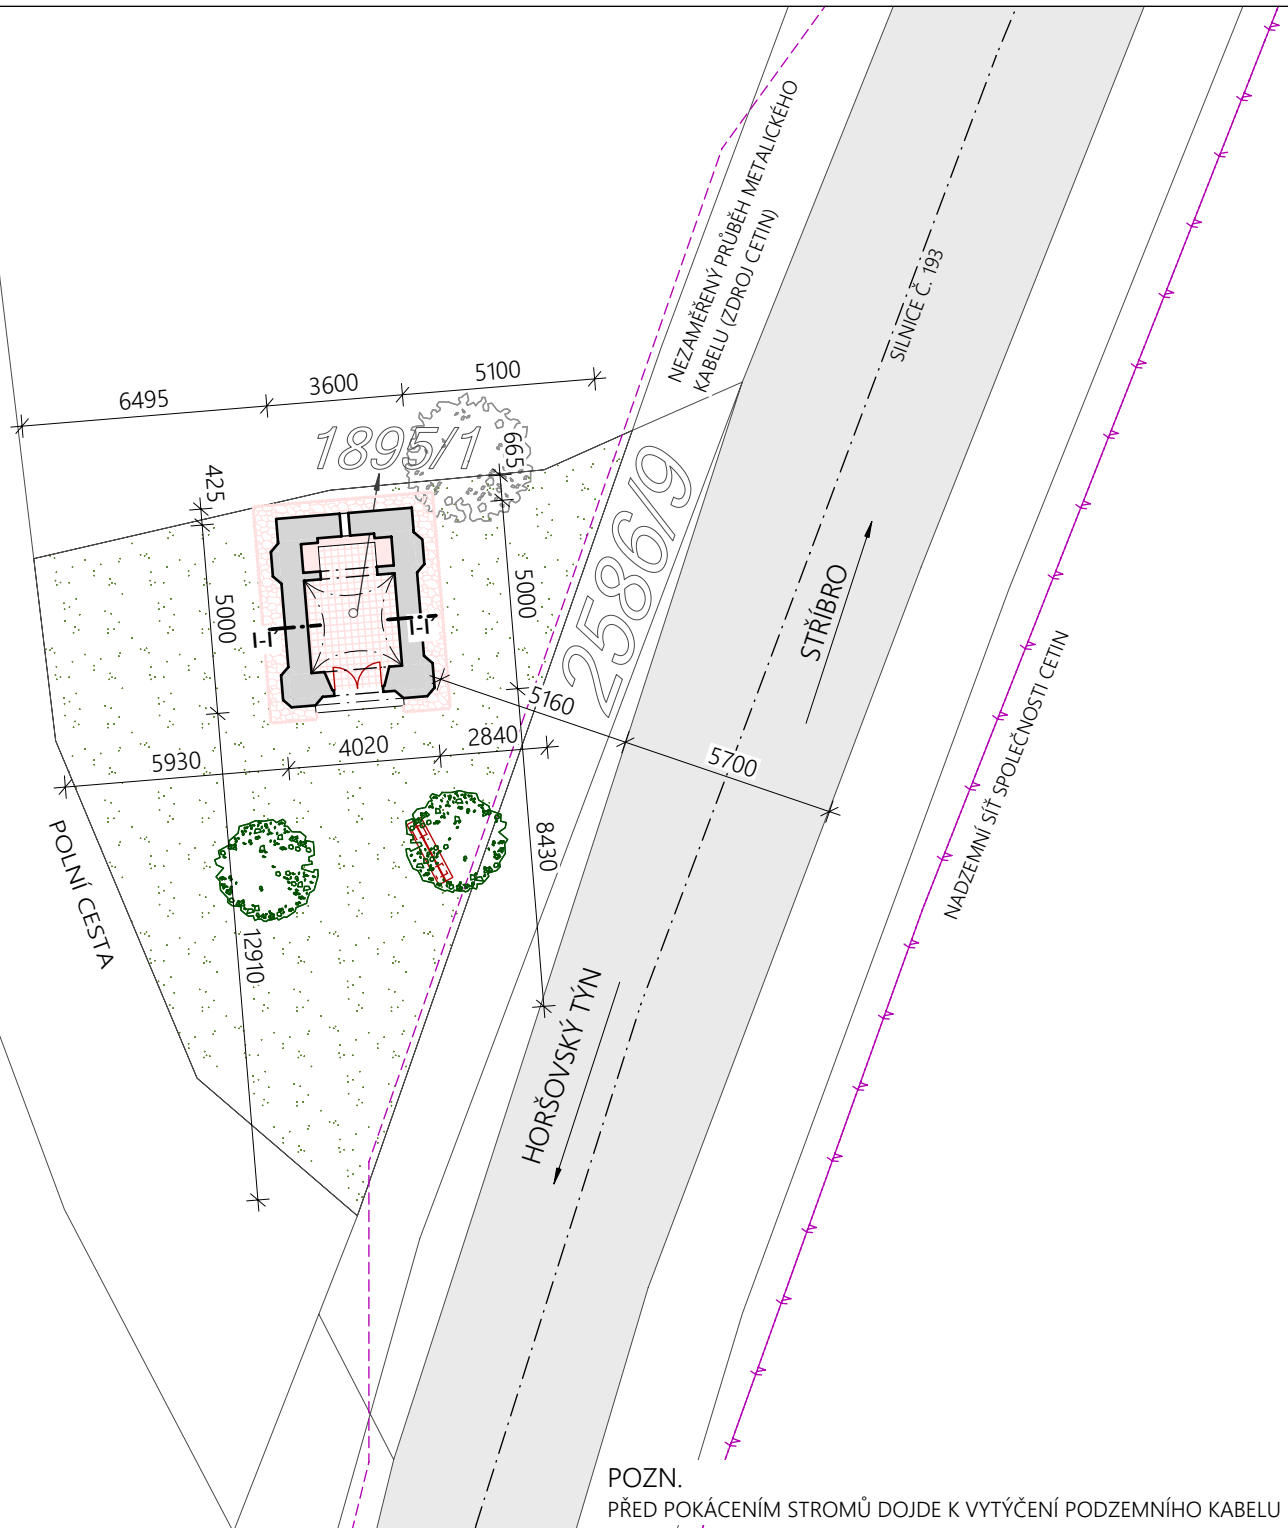 NEZAMĚŘENÝ PRŮBĚH METALICKÉHO
KABELU (ZDROJ CETIN)
SILNICE Č. 193
6495
3600
5100
1895/1
665
425
2586/9
5000
5000
I-I'
I-I'
STŘÍBRO
5160
5700
5930
4020
2840
NADZEMNÍ SÍŤ SPOLEČNOSTI CETIN
POLNÍ CESTA
8430
12910
HORŠOVSKÝ TÝN
POZN.
PŘED POKÁCENÍM STROMŮ DOJDE K VYTÝČENÍ PODZEMNÍHO KABELU